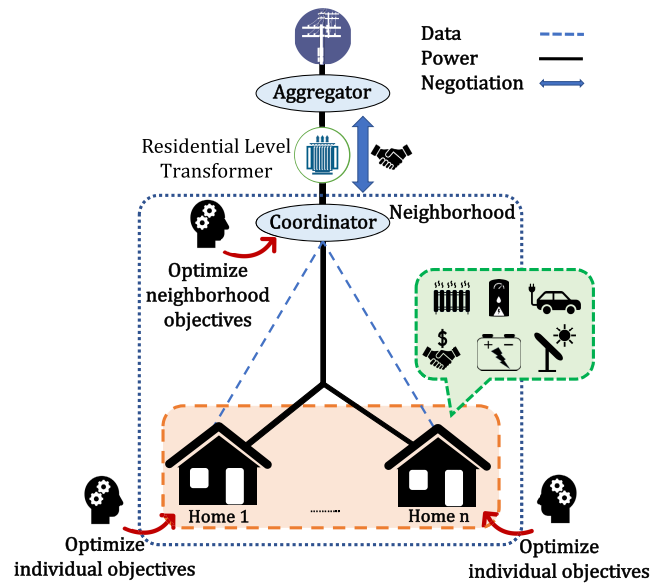 Data
Power
Negotiation
Aggregator
Residential Level
Transformer
Neighborhood
Coordinator
Optimize
neighborhood
objectives
$
+ -
Home 1
..........
Home n
Optimize
individual objectives
Optimize
individual objectives